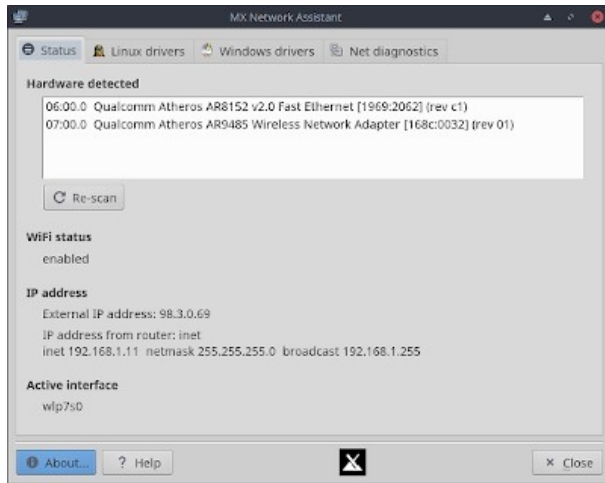 MX Network Assistant
Status Linux drivers Windows drivers Net diagnostics
Hardware detected
06:00.0 Qualcomm Atheros AR8152 v2.0 Fast Ethernet [1969:2062] (rev c1)
07:00.0 Qualcomm Atheros AR9485 Wireless Network Adapter [168c:0032] (rev 01)
Re-scan
WiFi status
enabled
IP address
External IP address: 98.3.0.69
IP address from router: inet
inet 192.168.1.11 netmask 255.255.255.0 broadcast 192.168.1.255
Active interface
wlp7s0
About... ? Help X Close